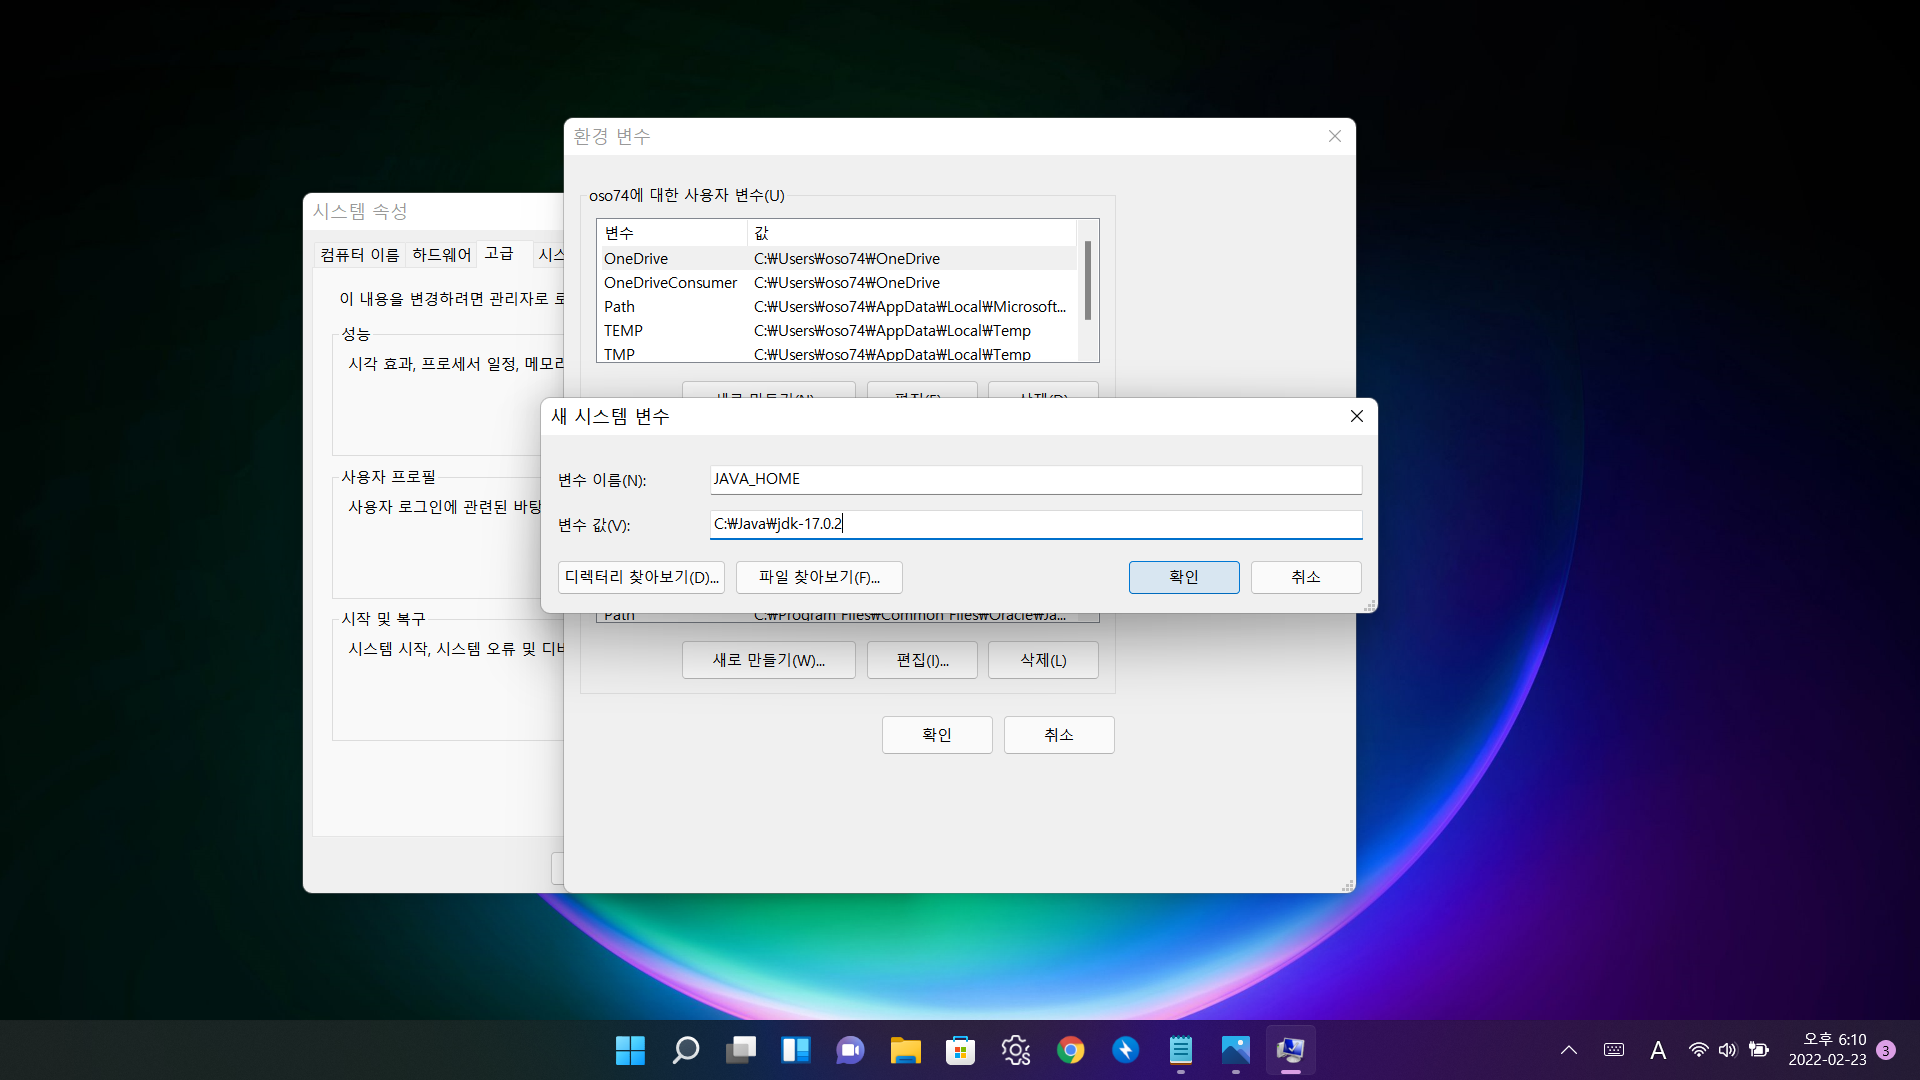 환경 변수
oso74에 대한 사용자 변수(U)
변수 값
OneDrive C:₩Users₩oso74₩OneDrive
OneDriveConsumer C:₩Users₩oso74₩OneDrive
Path C:₩Users₩oso74₩AppData₩Local₩Microsoft...
TEMP C:₩Users₩oso74₩AppData₩Local₩Temp
TMP C:₩Users₩oso74₩AppData₩Local₩Temp
새로 만들기(N)... 편집(E)... 삭제(D)
시스템 속성
컴퓨터 이름 하드웨어 고급 시스
이 내용을 변경하려면 관리자로 로
성능
시각 효과, 프로세서 일정, 메모리
사용자 프로필
사용자 로그인에 관련된 바탕
시작 및 복구
시스템 시작, 시스템 오류 및 디버
새 시스템 변수
변수 이름(N): JAVA_HOME
변수 값(V): C:₩Java₩jdk-17.0.2
디렉터리 찾아보기(D)... 파일 찾아보기(F)... 확인 취소
Path C:₩Program Files₩Common Files₩Oracle₩Ja...
새로 만들기(W)... 편집(I)... 삭제(L)
확인 취소
A 오후 6:10
2022-02-23 3